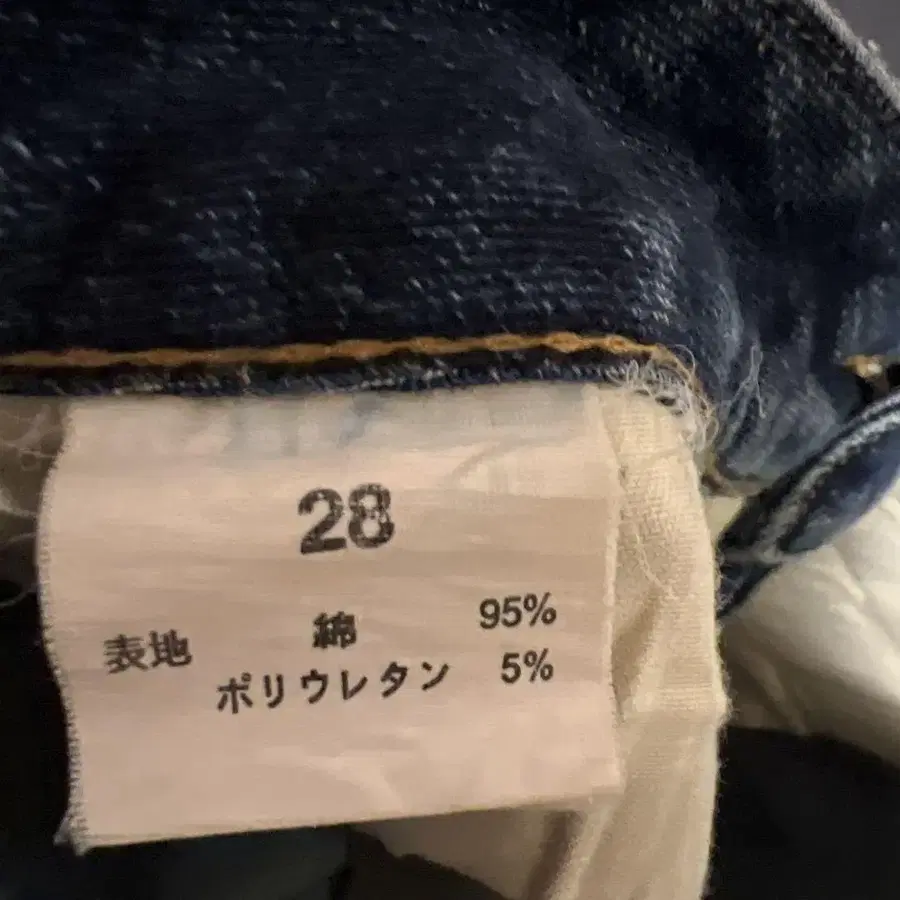 28
表地 綿 95%
ポリウレタン 5%